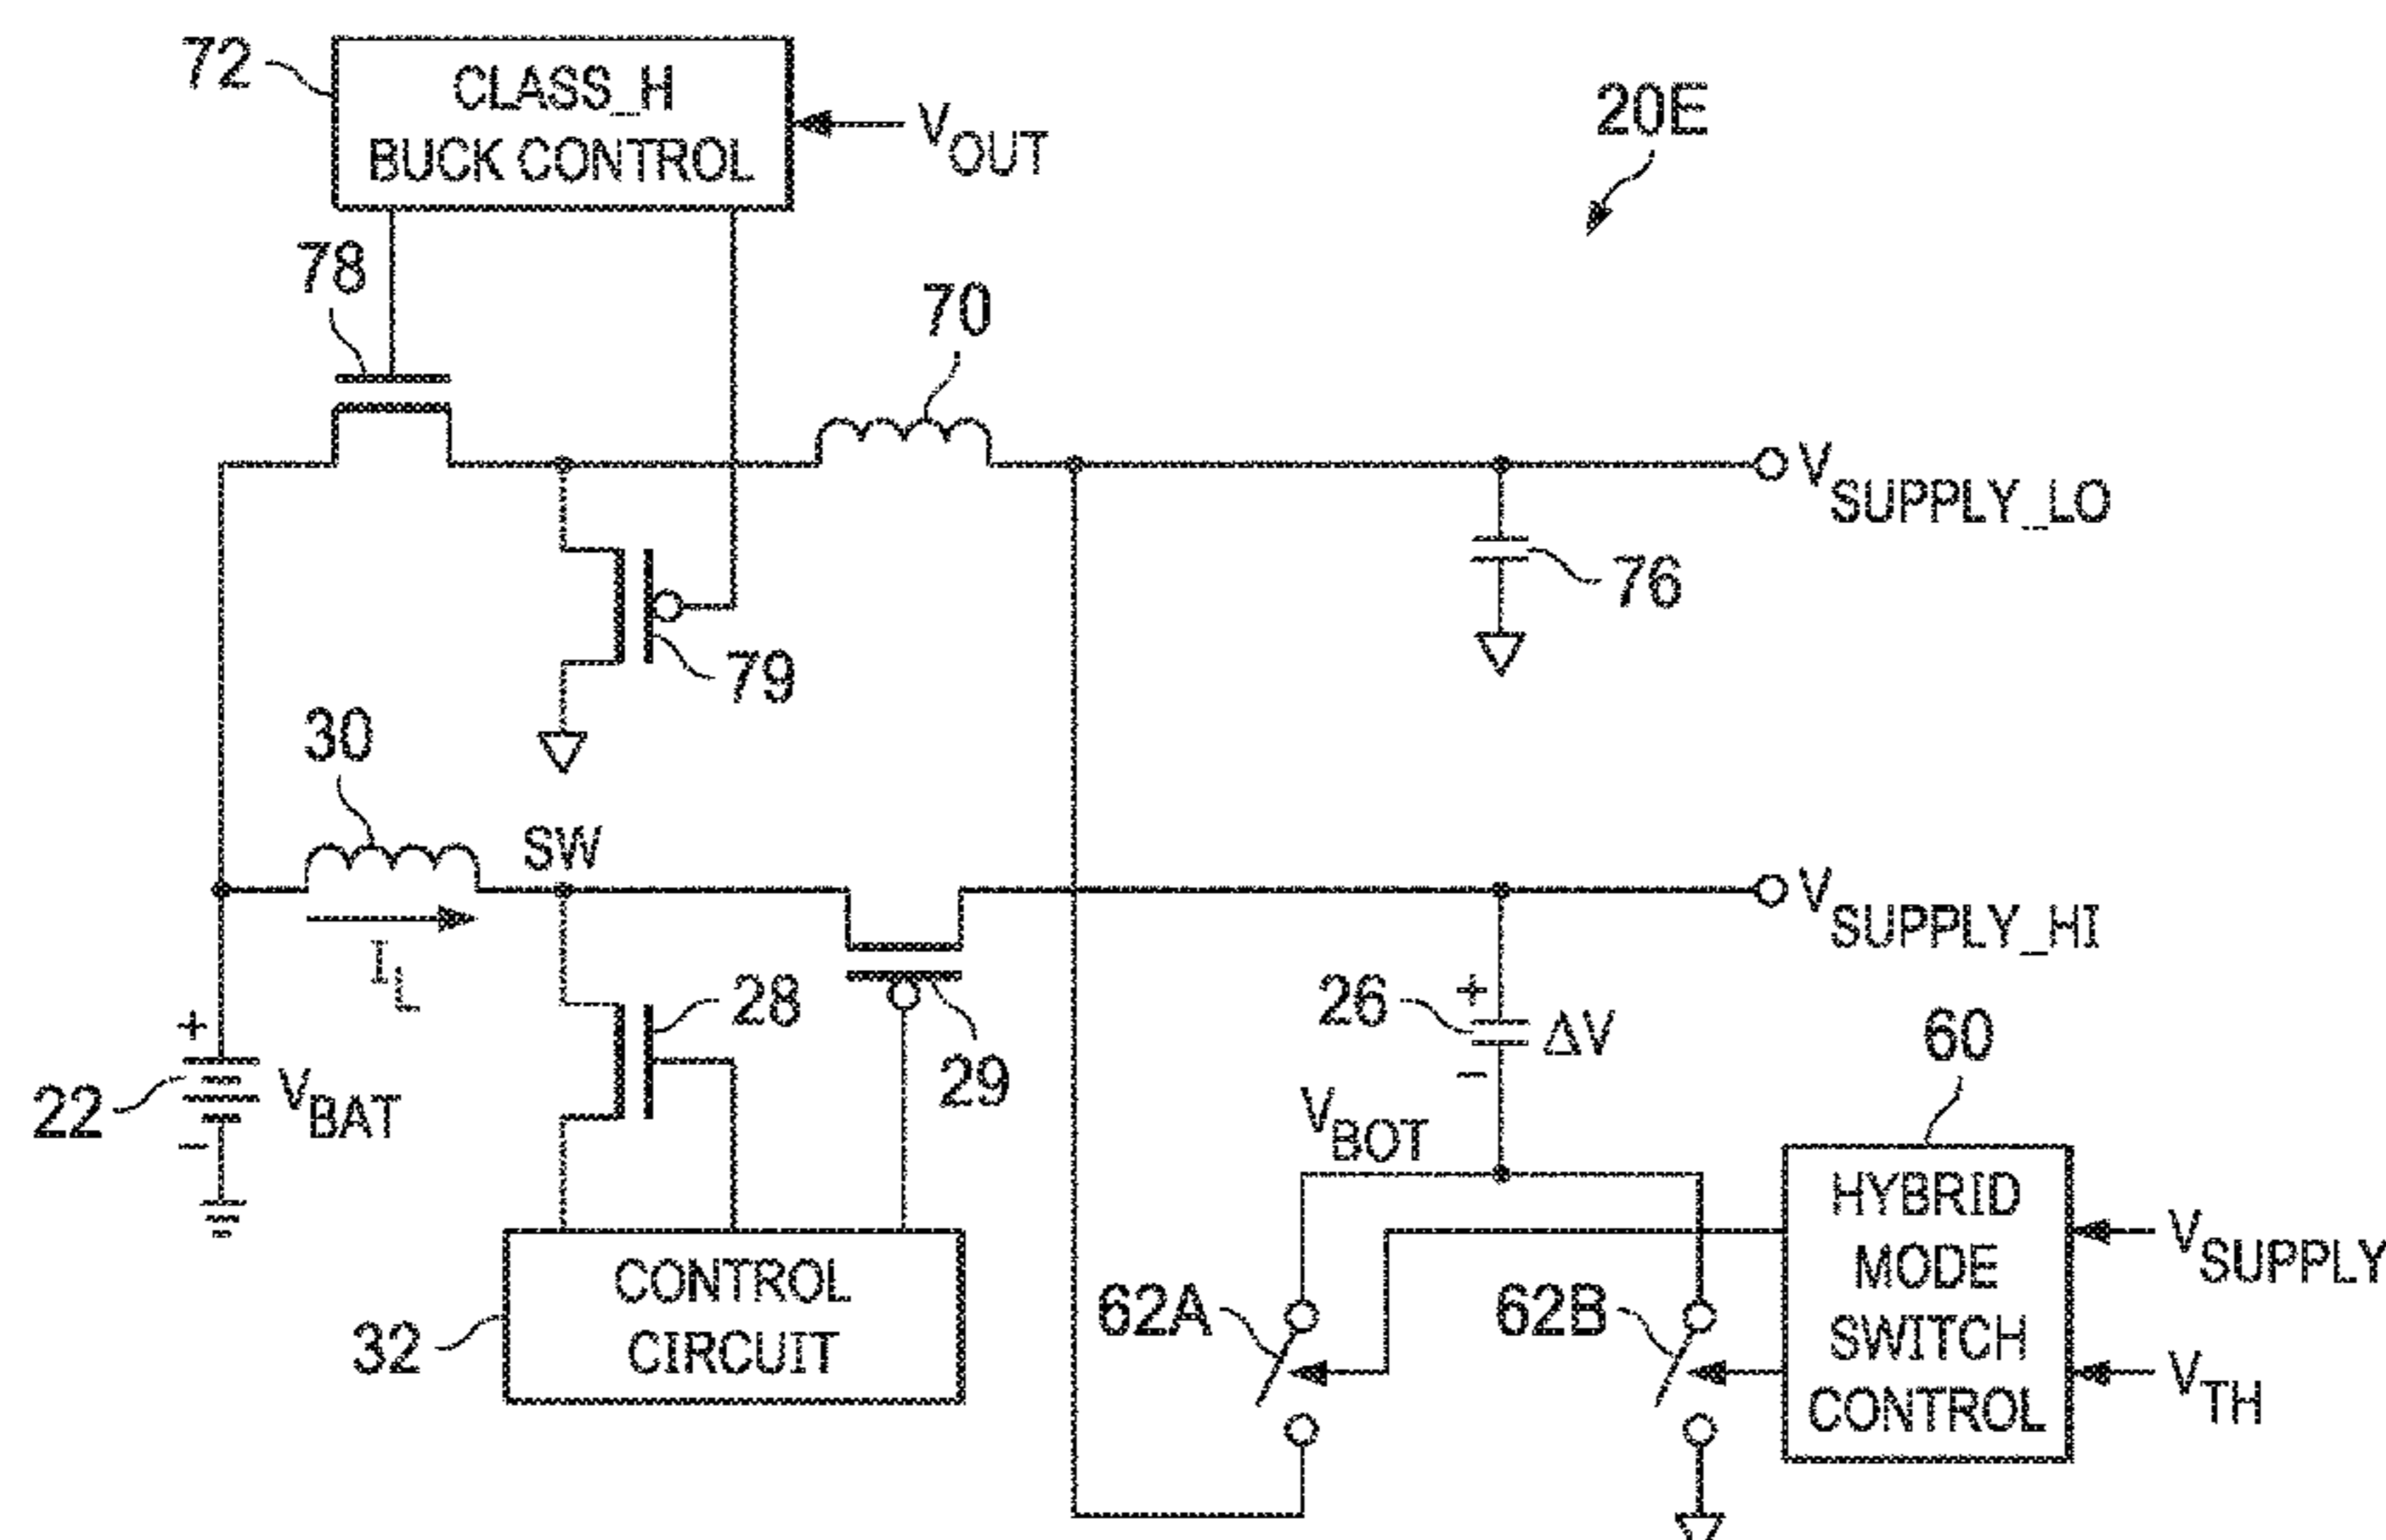 72
CLASS_H
BUCK CONTROL
VOUT
20E
78
70
VSUPPLY_LO
76
79
30
SW
VSUPPLY_HI
IL
28
+
26
ΔV
60
+
29
22
VBAT
−
VBOT
−
HYBRID
MODE
SWITCH
CONTROL
VSUPPLY
CONTROL
CIRCUIT
62A
62B
32
VTH